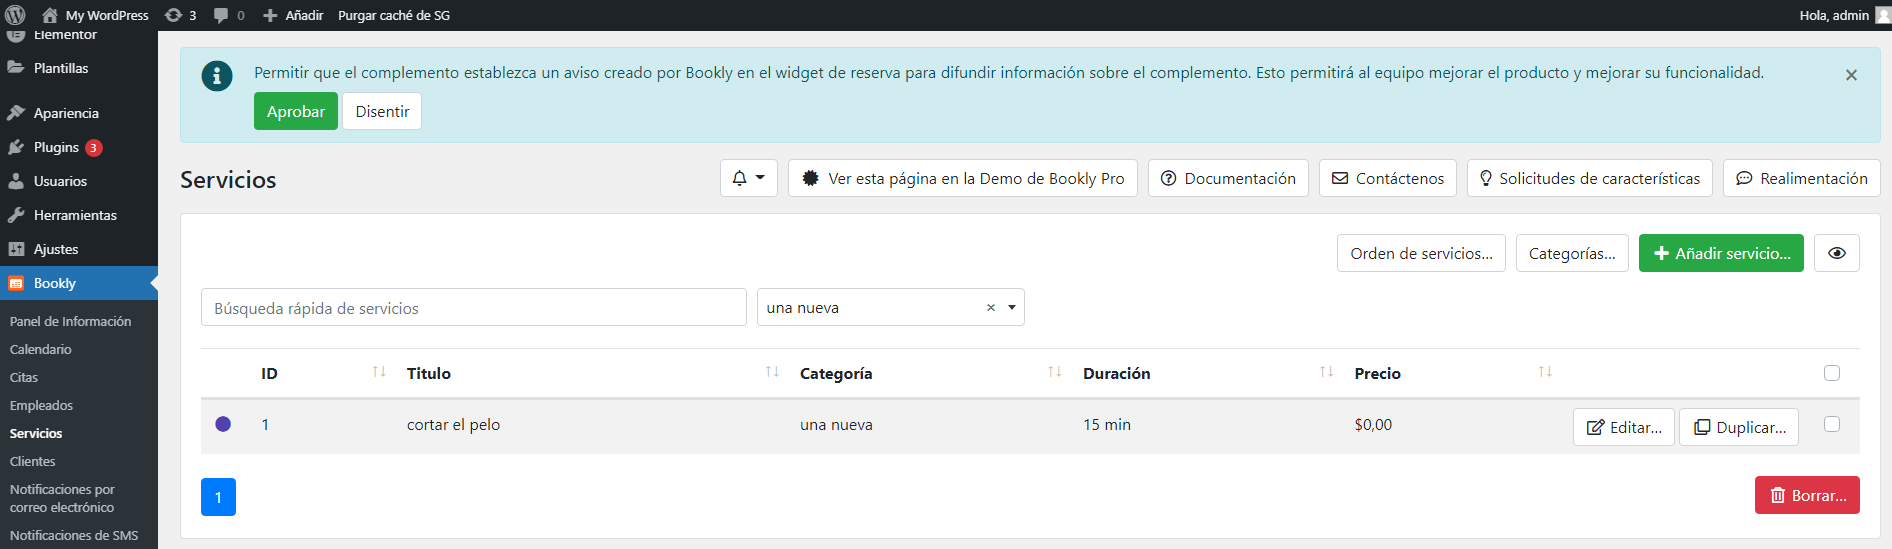 My WordPress 3 0 Añadir Purgar caché de SG Hola, admin
Elementor
Plantillas
Apariencia
Plugins 3
Usuarios
Herramientas
Ajustes
Bookly
Panel de Información
Calendario
Citas
Empleados
Servicios
Clientes
Notificaciones por
correo electrónico
Notificaciones de SMS
Permitir que el complemento establezca un aviso creado por Bookly en el widget de reserva para difundir información sobre el complemento. Esto permitirá al equipo mejorar el producto y mejorar su funcionalidad. ×
Aprobar Disentir
Servicios Ver esta página en la Demo de Bookly Pro Documentación Contáctenos Solicitudes de características Realimentación
Orden de servicios... Categorías... Añadir servicio...
Búsqueda rápida de servicios una nueva ×
ID Titulo Categoría Duración Precio
1 cortar el pelo una nueva 15 min $0,00 Editar... Duplicar...
1 Borrar...